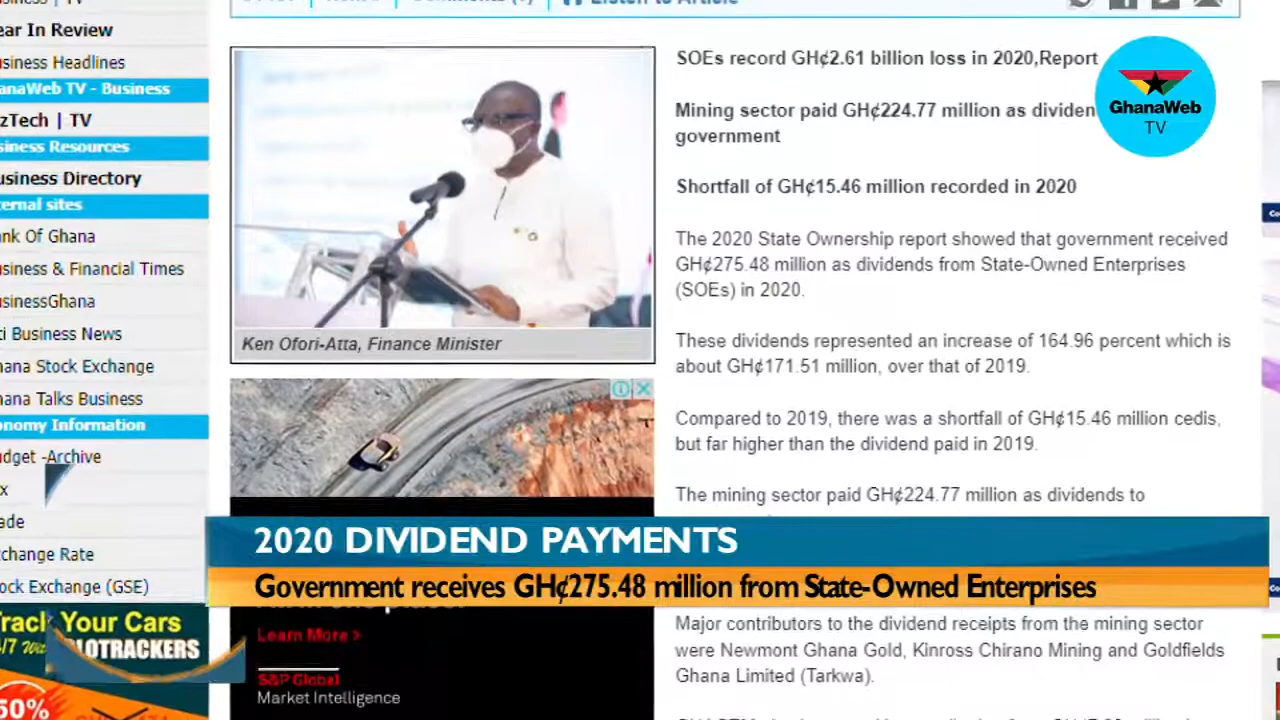 ear In Review
siness Headlines
anaWeb TV - Business
zTech | TV
siness Resources
usiness Directory
ternal sites
nk Of Ghana
usiness & Financial Times
usinessGhana
ti Business News
ana Stock Exchange
ana Talks Business
onomy Information
udget -Archive
x
ade
change Rate
ock Exchange (GSE)
Track Your Cars
LOTRACKERS
50%
Listen to Article
Ken Ofori-Atta, Finance Minister
Learn More >
S&P Global
Market Intelligence
SOEs record GH¢2.61 billion loss in 2020,Report
Mining sector paid GH¢224.77 million as dividen
government
Shortfall of GH¢15.46 million recorded in 2020
The 2020 State Ownership report showed that government received
GH¢275.48 million as dividends from State-Owned Enterprises
(SOEs) in 2020.
These dividends represented an increase of 164.96 percent which is
about GH¢171.51 million, over that of 2019.
Compared to 2019, there was a shortfall of GH¢15.46 million cedis,
but far higher than the dividend paid in 2019.
The mining sector paid GH¢224.77 million as dividends to
Major contributors to the dividend receipts from the mining sector
were Newmont Ghana Gold, Kinross Chirano Mining and Goldfields
Ghana Limited (Tarkwa).
GhanaWeb
TV
2020 DIVIDEND PAYMENTS
Government receives GH¢275.48 million from State-Owned Enterprises